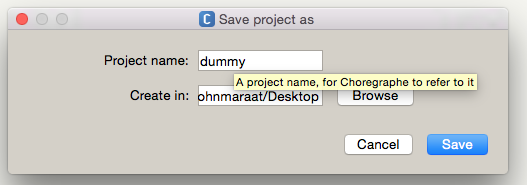 C Save project as
Project name: dummy
A project name, for Choregraphe to refer to it
Create in: ohnmaraat/Desktop Browse
Cancel Save